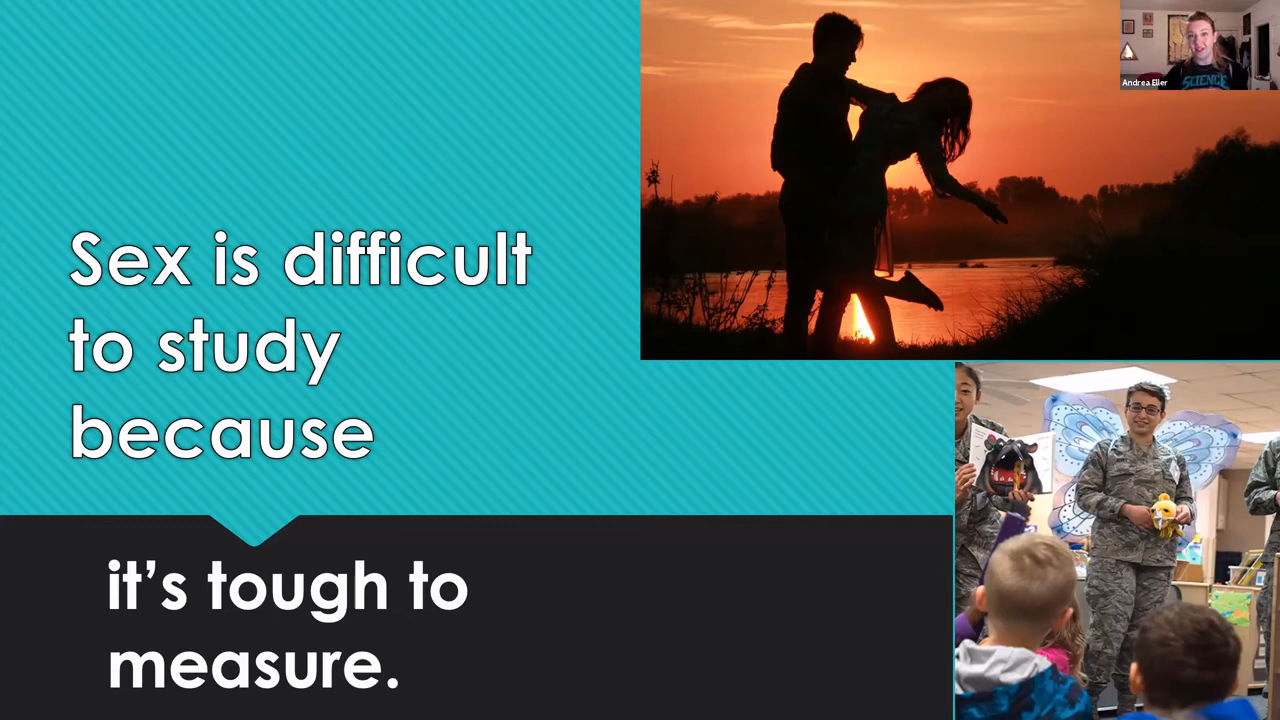 Sex is difficult
to study
because
it's tough to
measure.
Andrea Eller
SCIENCE